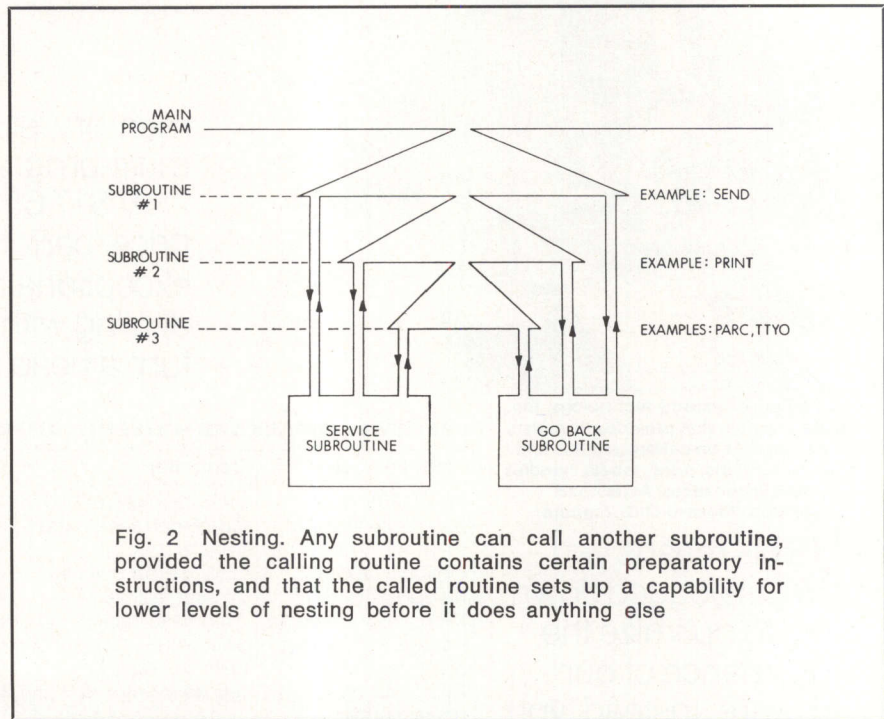 MAIN
PROGRAM
SUBROUTINE
#1
EXAMPLE: SEND
SUBROUTINE
#2
EXAMPLE: PRINT
SUBROUTINE
#3
EXAMPLES: PARC,TTYO
SERVICE
SUBROUTINE
GO BACK
SUBROUTINE
Fig. 2 Nesting. Any subroutine can call another subroutine,
provided the calling routine contains certain preparatory in-
structions, and that the called routine sets up a capability for
lower levels of nesting before it does anything else